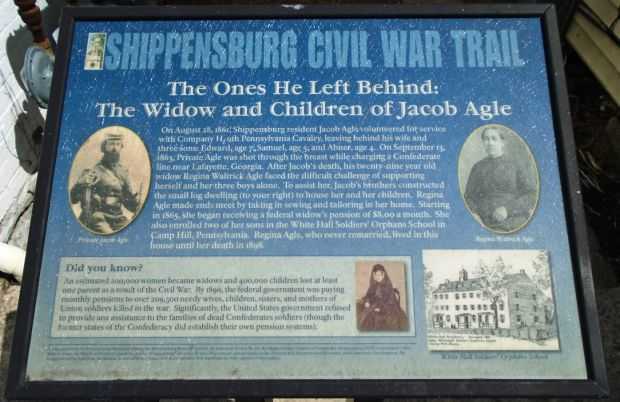 SHIPPENSBURG CIVIL WAR TRAIL
The Ones He Left Behind:
The Widow and Children of Jacob Agle
On August 28, 1861, Shippensburg resident Jacob Agle volunteered for service
with Company H, 9th Pennsylvania Cavalry, leaving behind his wife and
three sons: Edward, age 7, Samuel, age 5, and Abner, age 4. On September 13,
1863, Private Agle was shot through the breast while charging a Confederate
line near Lafayette, Georgia. After Jacob's death, his twenty-nine year old
widow Regina Waltrick Agle faced the difficult challenge of supporting
herself and her three boys alone. To assist her, Jacob's brothers constructed
the small log dwelling (to your right) to house her and her children. Regina
Agle made ends meet by taking in sewing and tailoring in her home. Starting
in 1865, she began receiving a federal widow's pension of $8.00 a month. She
also enrolled two of her sons in the White Hall Soldiers' Orphans School in
Camp Hill, Pennsylvania. Regina Agle, who never remarried, lived in this
house until her death in 1898.
Private Jacob Agle
Regina Waltrick Agle
Did you know?
An estimated 200,000 women became widows and 400,000 children lost at least
one parent as a result of the Civil War. By 1890, the federal government was paying
monthly pensions to over 209,500 needy wives, children, sisters, and mothers of
Union soldiers killed in the war. Significantly, the United States government refused
to provide any assistance to the families of dead Confederates soldiers (though the
former states of the Confederacy did establish their own pension systems).
White Hall Soldiers' Orphans School